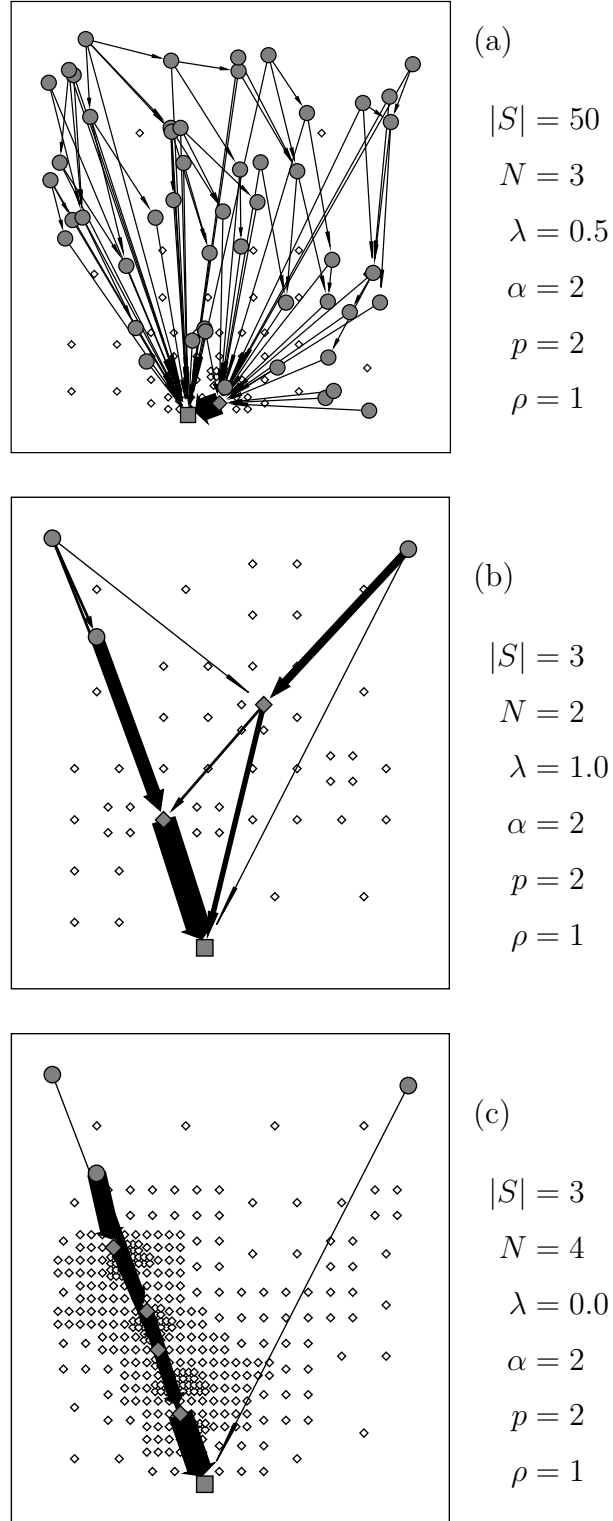 (a)
|S| = 50
N = 3
λ = 0.5
α = 2
p = 2
ρ = 1
(b)
|S| = 3
N = 2
λ = 1.0
α = 2
p = 2
ρ = 1
(c)
|S| = 3
N = 4
λ = 0.0
α = 2
p = 2
ρ = 1